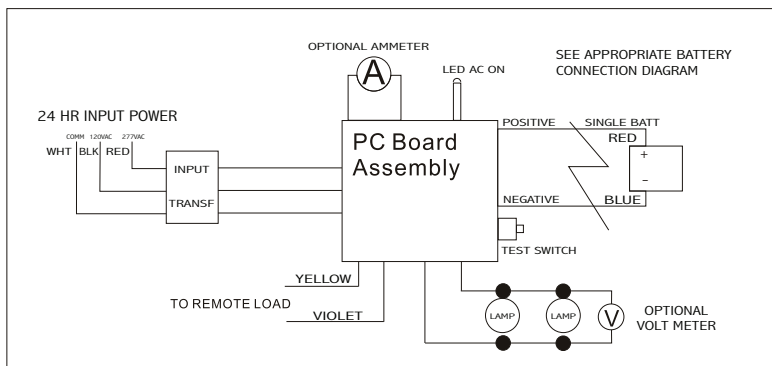 OPTIONAL AMMETER
A
LED AC ON
SEE APPROPRIATE BATTERY
CONNECTION DIAGRAM
24 HR INPUT POWER
COMM 120VAC 277VAC
WHT BLK RED
INPUT
TRANSF
PC Board
Assembly
POSITIVE SINGLE BATT
RED
+
–
NEGATIVE BLUE
TEST SWITCH
YELLOW
TO REMOTE LOAD
VIOLET
LAMP LAMP V
OPTIONAL
VOLT METER